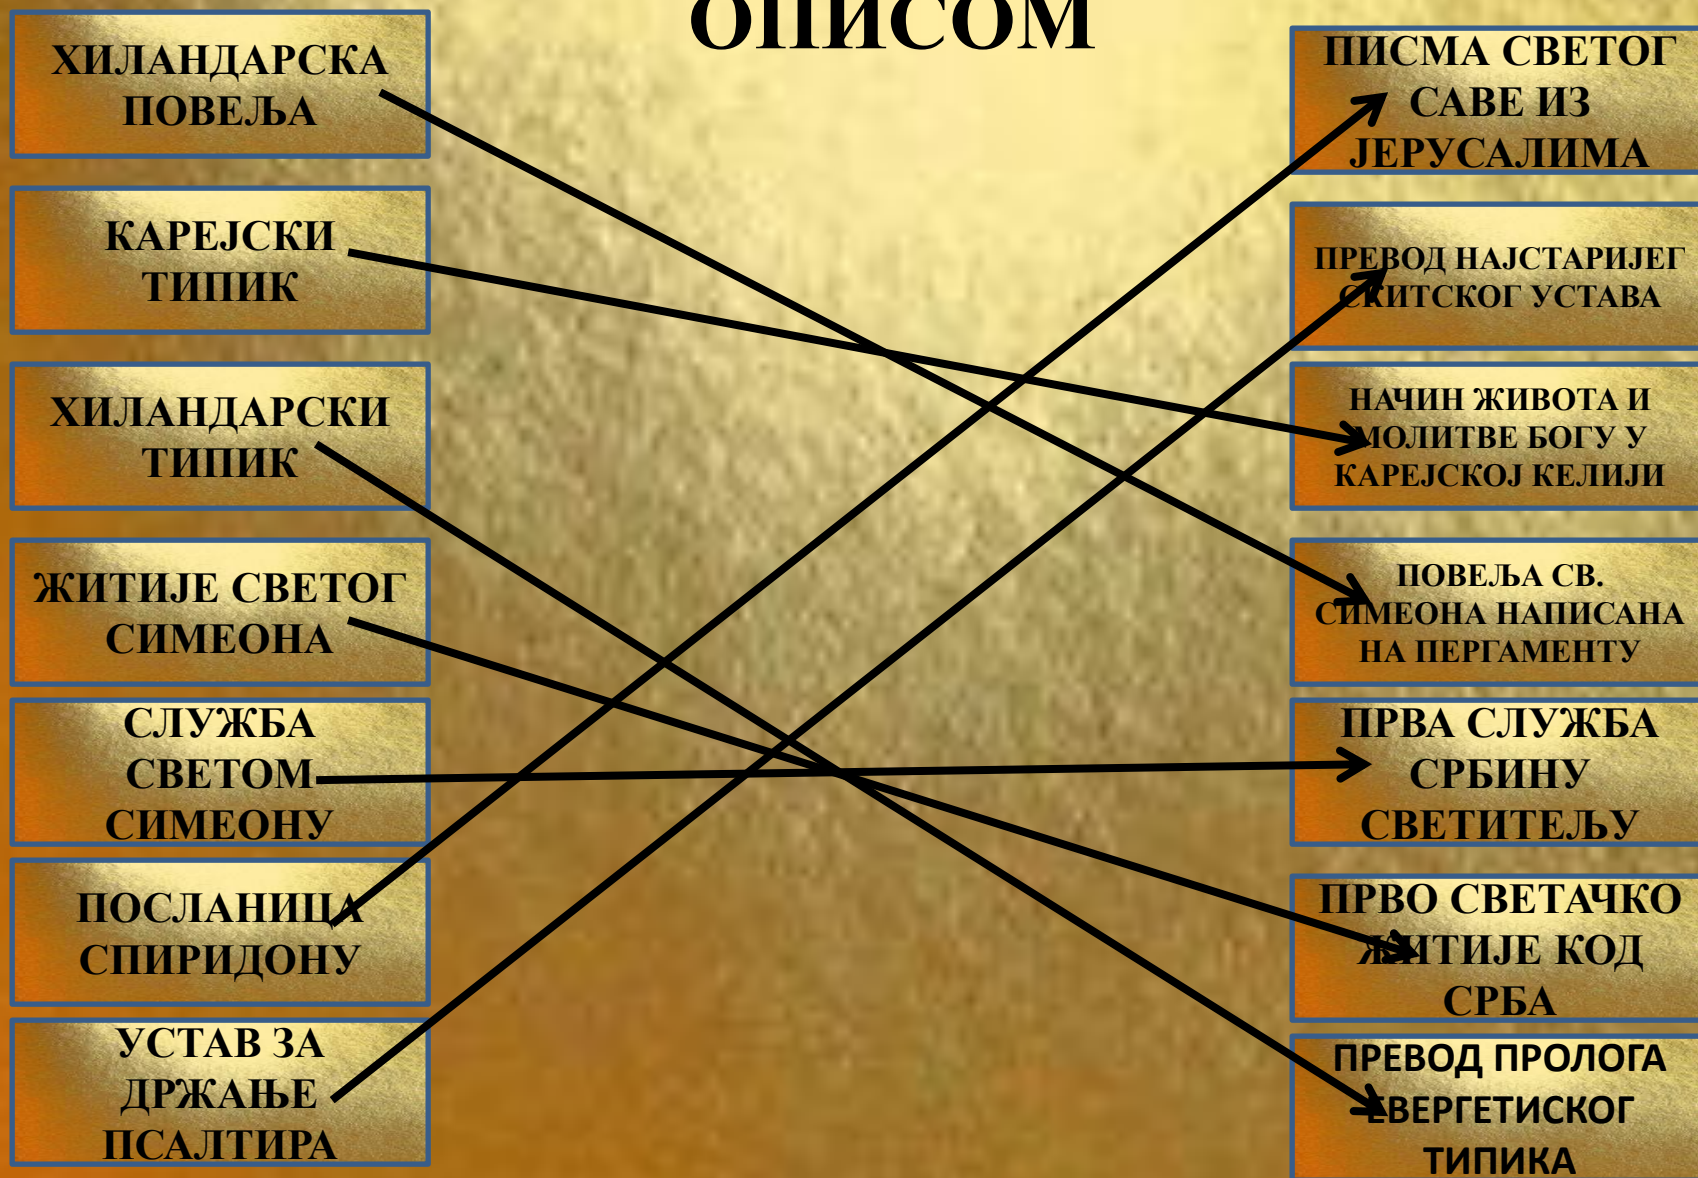 ОПИСОМ
ХИЛАНДАРСКА
ПОВЕЉА
КАРЕЈСКИ
ТИПИК
ХИЛАНДАРСКИ
ТИПИК
ЖИТИЈЕ СВЕТОГ
СИМЕОНА
СЛУЖБА
СВЕТОМ
СИМЕОНУ
ПОСЛАНИЦА
СПИРИДОНУ
УСТАВ ЗА
ДРЖАЊЕ
ПСАЛТИРА
ПИСМА СВЕТОГ
САВЕ ИЗ
ЈЕРУСАЛИМА
ПРЕВОД НАЈСТАРИЈЕГ
СКИТСКОГ УСТАВА
НАЧИН ЖИВОТА И
МОЛИТВЕ БОГУ У
КАРЕЈСКОЈ КЕЛИЈИ
ПОВЕЉА СВ.
СИМЕОНА НАПИСАНА
НА ПЕРГАМЕНТУ
ПРВА СЛУЖБА
СРБИНУ
СВЕТИТЕЉУ
ПРВО СВЕТАЧКО
ЖИТИЈЕ КОД
СРБА
ПРЕВОД ПРОЛОГА
ЕВЕРГЕТИСКОГ
ТИПИКА